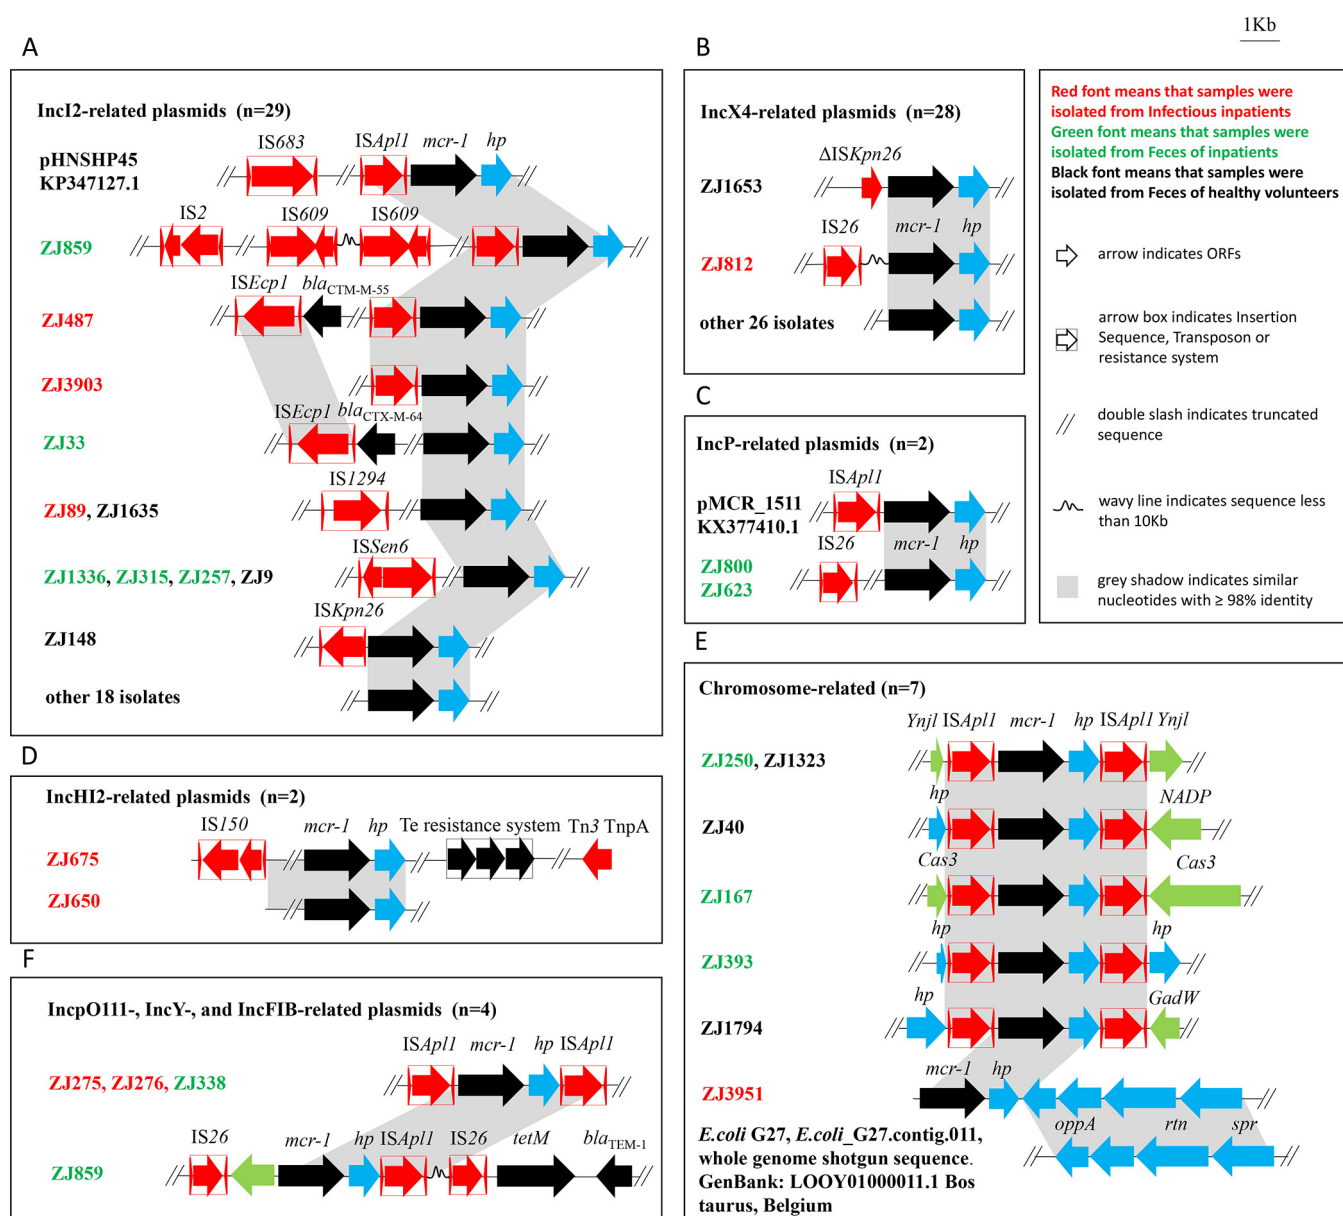 1Kb
A
IncI2-related plasmids (n=29)
pHNSHP45
KP347127.1
IS683
ISApl1
mcr-1
hp
ZJ859
IS2
IS609
IS609
ZJ487
ISEcp1
blaCTM-M-55
ZJ3903
ZJ33
ISEcp1
blaCTX-M-64
ZJ89, ZJ1635
IS1294
ZJ1336, ZJ315, ZJ257, ZJ9
ISSen6
ZJ148
ISKpn26
other 18 isolates
B
IncX4-related plasmids (n=28)
ZJ1653
ΔISKpn26
ZJ812
IS26
mcr-1
hp
other 26 isolates
Red font means that samples were
isolated from Infectious inpatients
Green font means that samples were
isolated from Feces of inpatients
Black font means that samples were
isolated from Feces of healthy volunteers
arrow indicates ORFs
arrow box indicates Insertion
Sequence, Transposon or
resistance system
double slash indicates truncated
sequence
wavy line indicates sequence less
than 10Kb
grey shadow indicates similar
nucleotides with ≥ 98% identity
C
IncP-related plasmids (n=2)
pMCR_1511
KX377410.1
ISApl1
ZJ800
ZJ623
IS26
mcr-1
hp
D
IncHI2-related plasmids (n=2)
ZJ675
IS150
mcr-1
hp
Te resistance system
Tn3 TnpA
ZJ650
E
Chromosome-related (n=7)
Ynjl
ISApl1
mcr-1
hp
ISApl1
Ynjl
ZJ250, ZJ1323
hp
NADP
ZJ40
Cas3
Cas3
ZJ167
hp
hp
ZJ393
hp
GadW
ZJ1794
mcr-1
hp
ZJ3951
oppA
rtn
spr
E.coli G27, E.coli_G27.contig.011,
whole genome shotgun sequence.
GenBank: LOOY01000011.1 Bos
taurus, Belgium
F
IncpO111-, IncY-, and IncFIB-related plasmids (n=4)
ISApl1
mcr-1
hp
ISApl1
ZJ275, ZJ276, ZJ338
IS26
mcr-1
hp
ISApl1
IS26
tetM
blaTEM-1
ZJ859